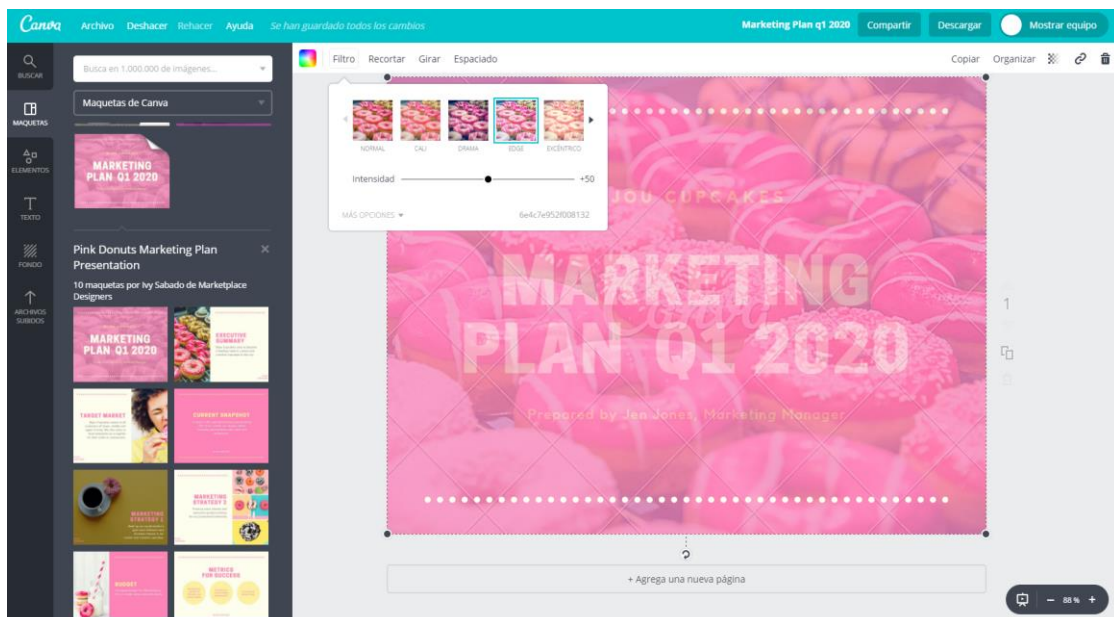 Canva
Archivo Deshacer Rehacer Ayuda Se han guardado todos los cambios
Marketing Plan q1 2020 Compartir Descargar Mostrar equipo
BUSCAR
MAQUETAS
ELEMENTOS
TEXTO
FONDO
ARCHIVOS
SUBIDOS
Busca en 1.000.000 de imágenes...
Maquetas de Canva
MARKETING
PLAN Q1 2020
Pink Donuts Marketing Plan
Presentation
10 maquetas por Ivy Sabado de Marketplace
Designers
MARKETING
PLAN Q1 2020
EXECUTIVE
SUMMARY
TARGET MARKET
CURRENT SNAPSHOT
MARKETING
STRATEGY 1
MARKETING
STRATEGY 2
BUDGET
METRICS
FOR SUCCESS
Filtro Recortar Girar Espaciado
Copiar Organizar
NORMAL CALI DRAMA EDGE EXCÉNTRICO
Intensidad +50
MÁS OPCIONES 6e4c7e952f008132
JOU CUPCAKES
MARKETING
PLAN Q1 2020
Canva
Prepared by Jen Jones, Marketing Manager
1
+ Agrega una nueva página
88 %